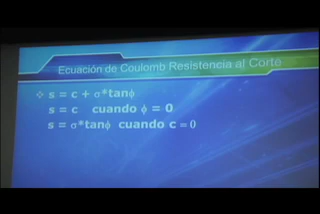 Ecuación de Coulomb Resistencia al Corte
❖ s = c + σ*tanϕ
s = c cuando ϕ = 0
s = σ*tanϕ cuando c = 0